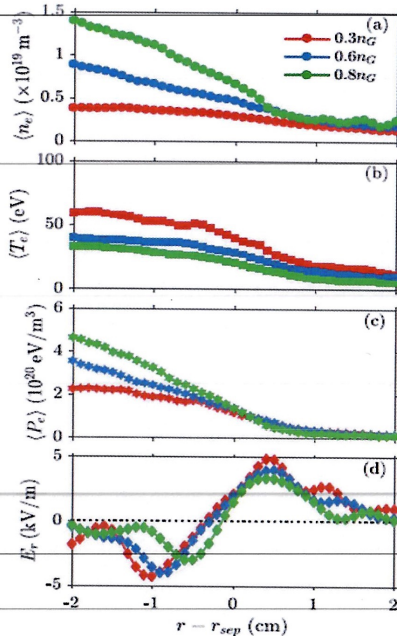 (a)
0.3n_G
0.6n_G
0.8n_G
1.5
1
0.5
0
⟨n_e⟩ (×10^19 m^−3)
(b)
100
50
0
⟨T_e⟩ (eV)
(c)
6
4
2
0
⟨P_e⟩ (10^20 eV/m^3)
(d)
5
0
-5
E_r (kV/m)
-2 -1 0 1 2
r − r_sep (cm)